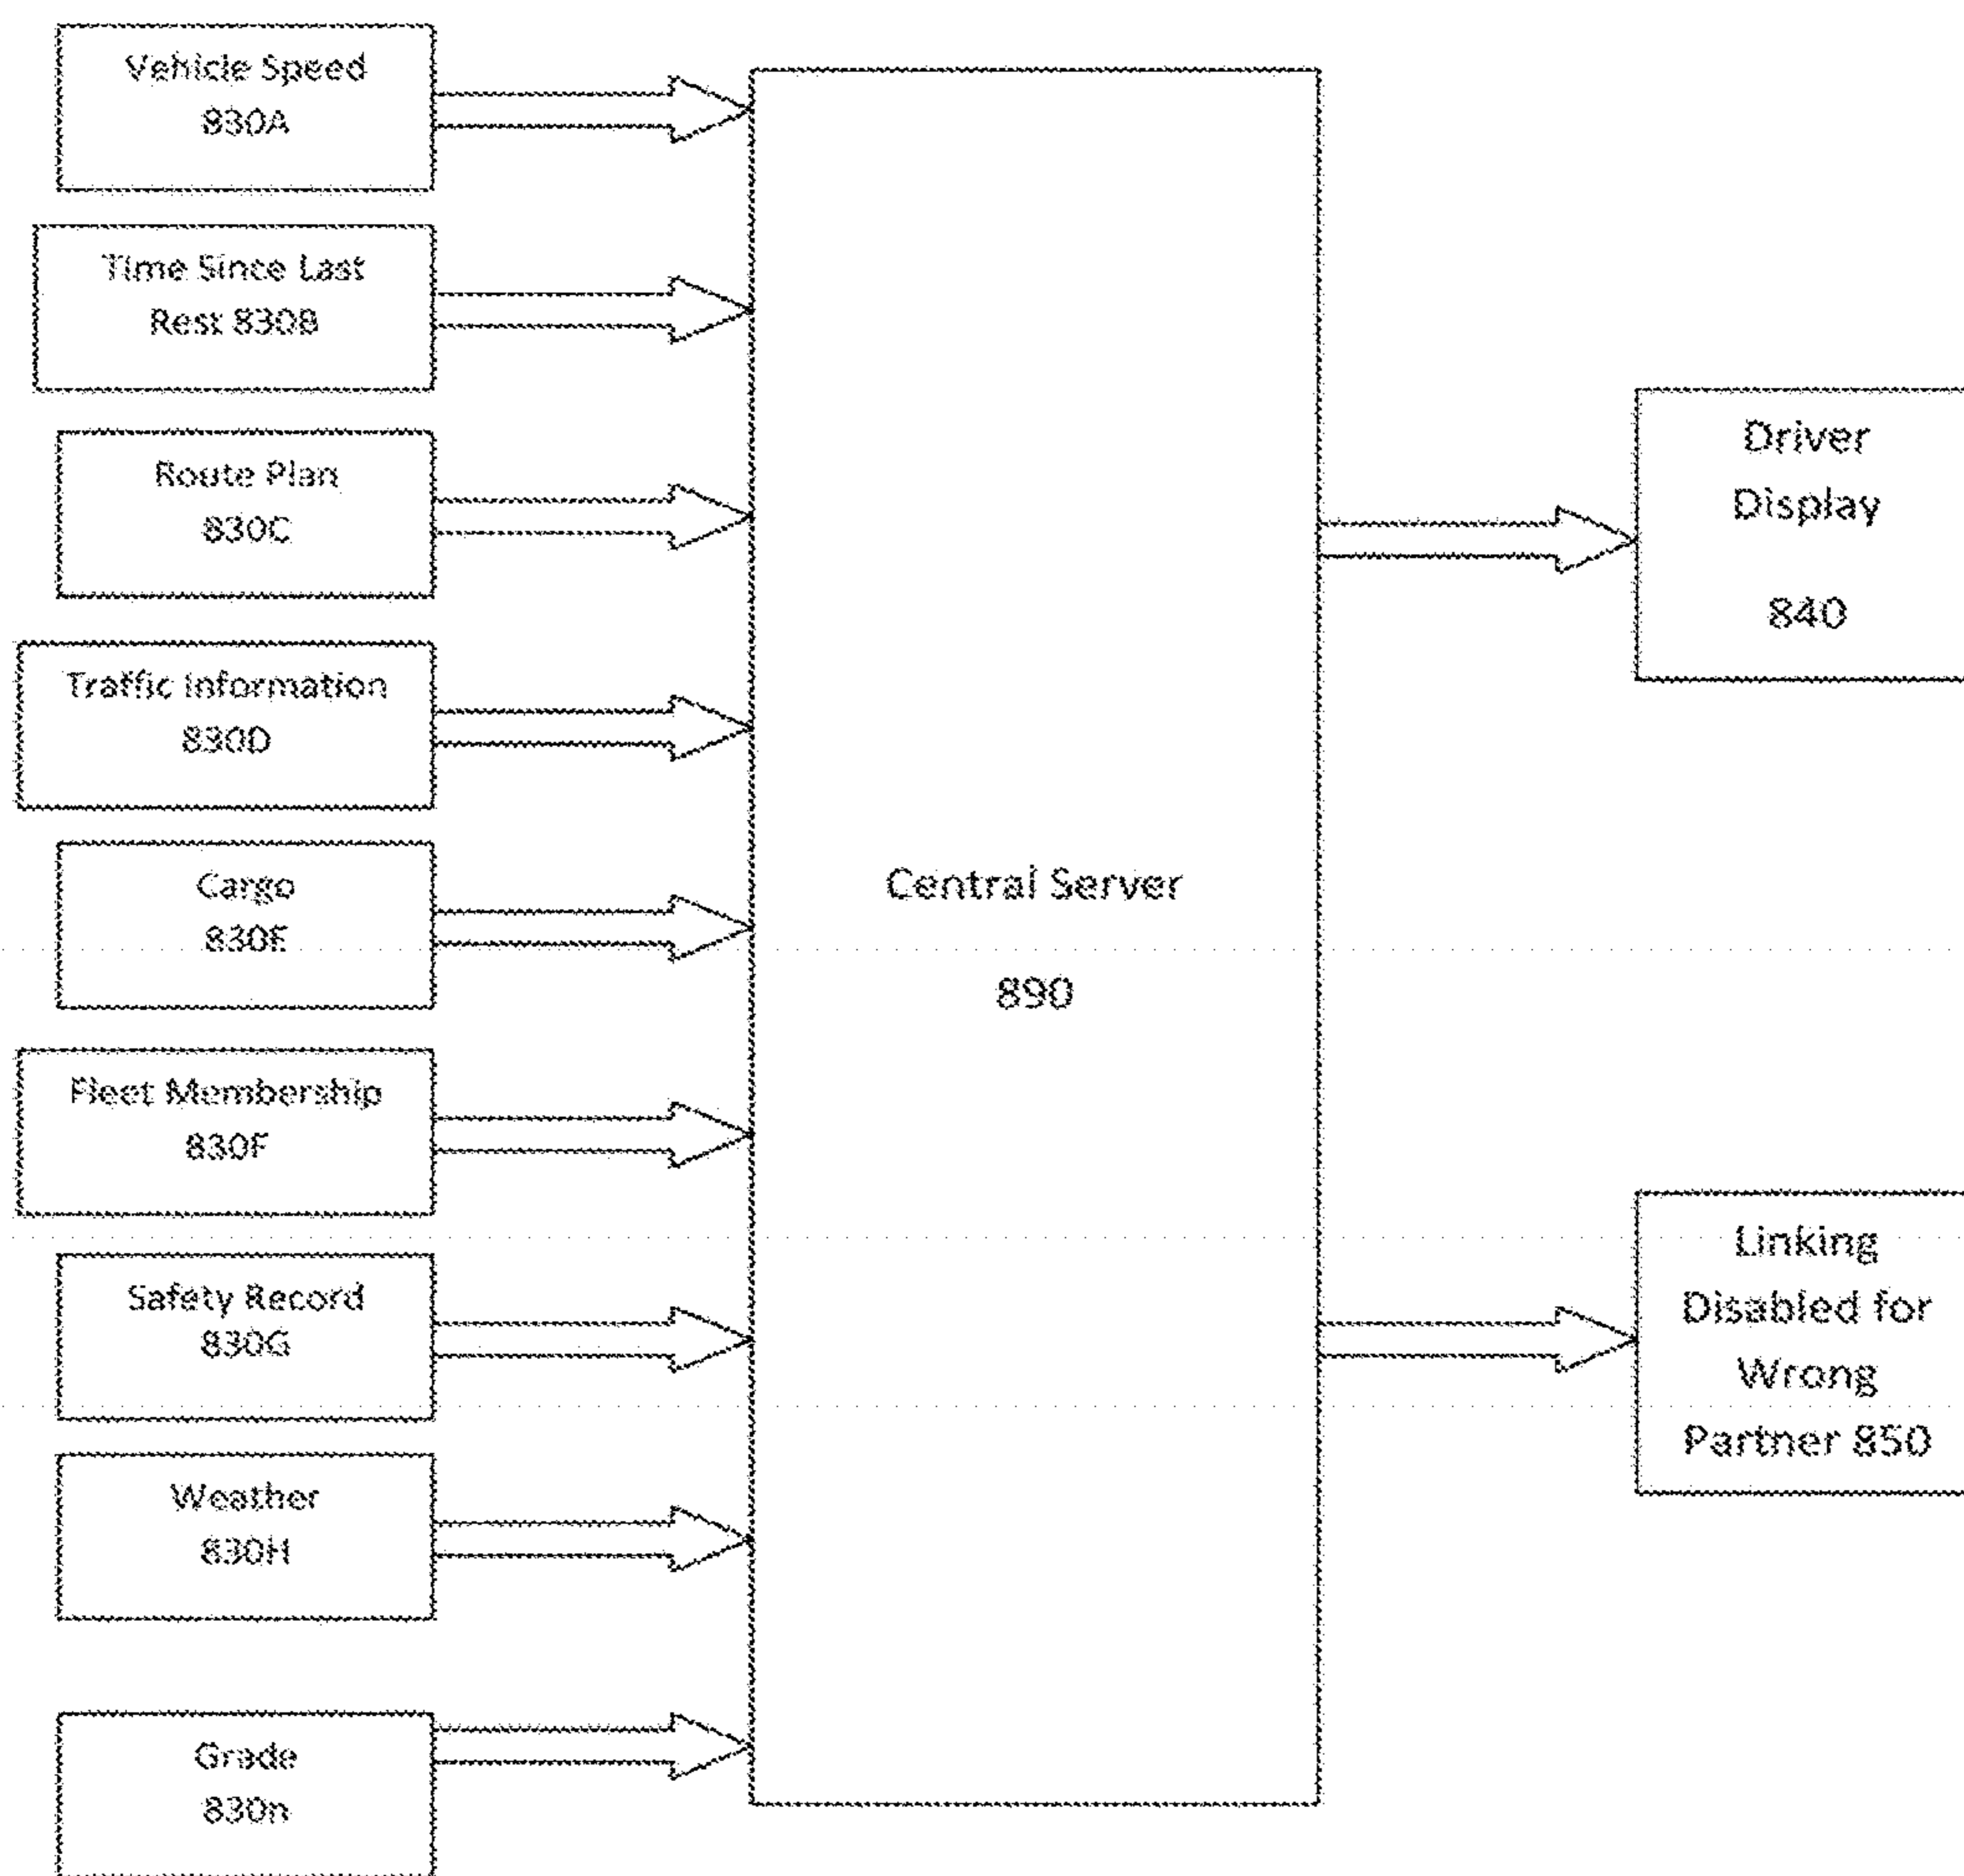 Vehicle Speed
830A
Time Since Last
Rest 830B
Route Plan
830C
Traffic Information
830D
Cargo
830E
Fleet Membership
830F
Safety Record
830G
Weather
830H
Grade
830n
Central Server
890
Driver
Display
840
Linking
Disabled for
Wrong
Partner 850